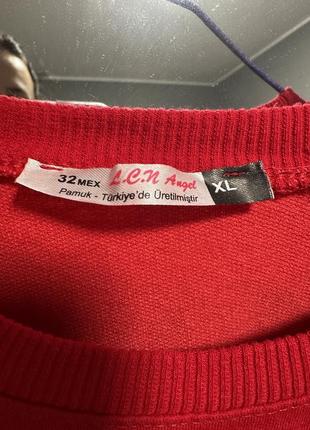 32 MEX L.C.N Angel XL
Pamuk - Türkiye'de Üretilmiştir